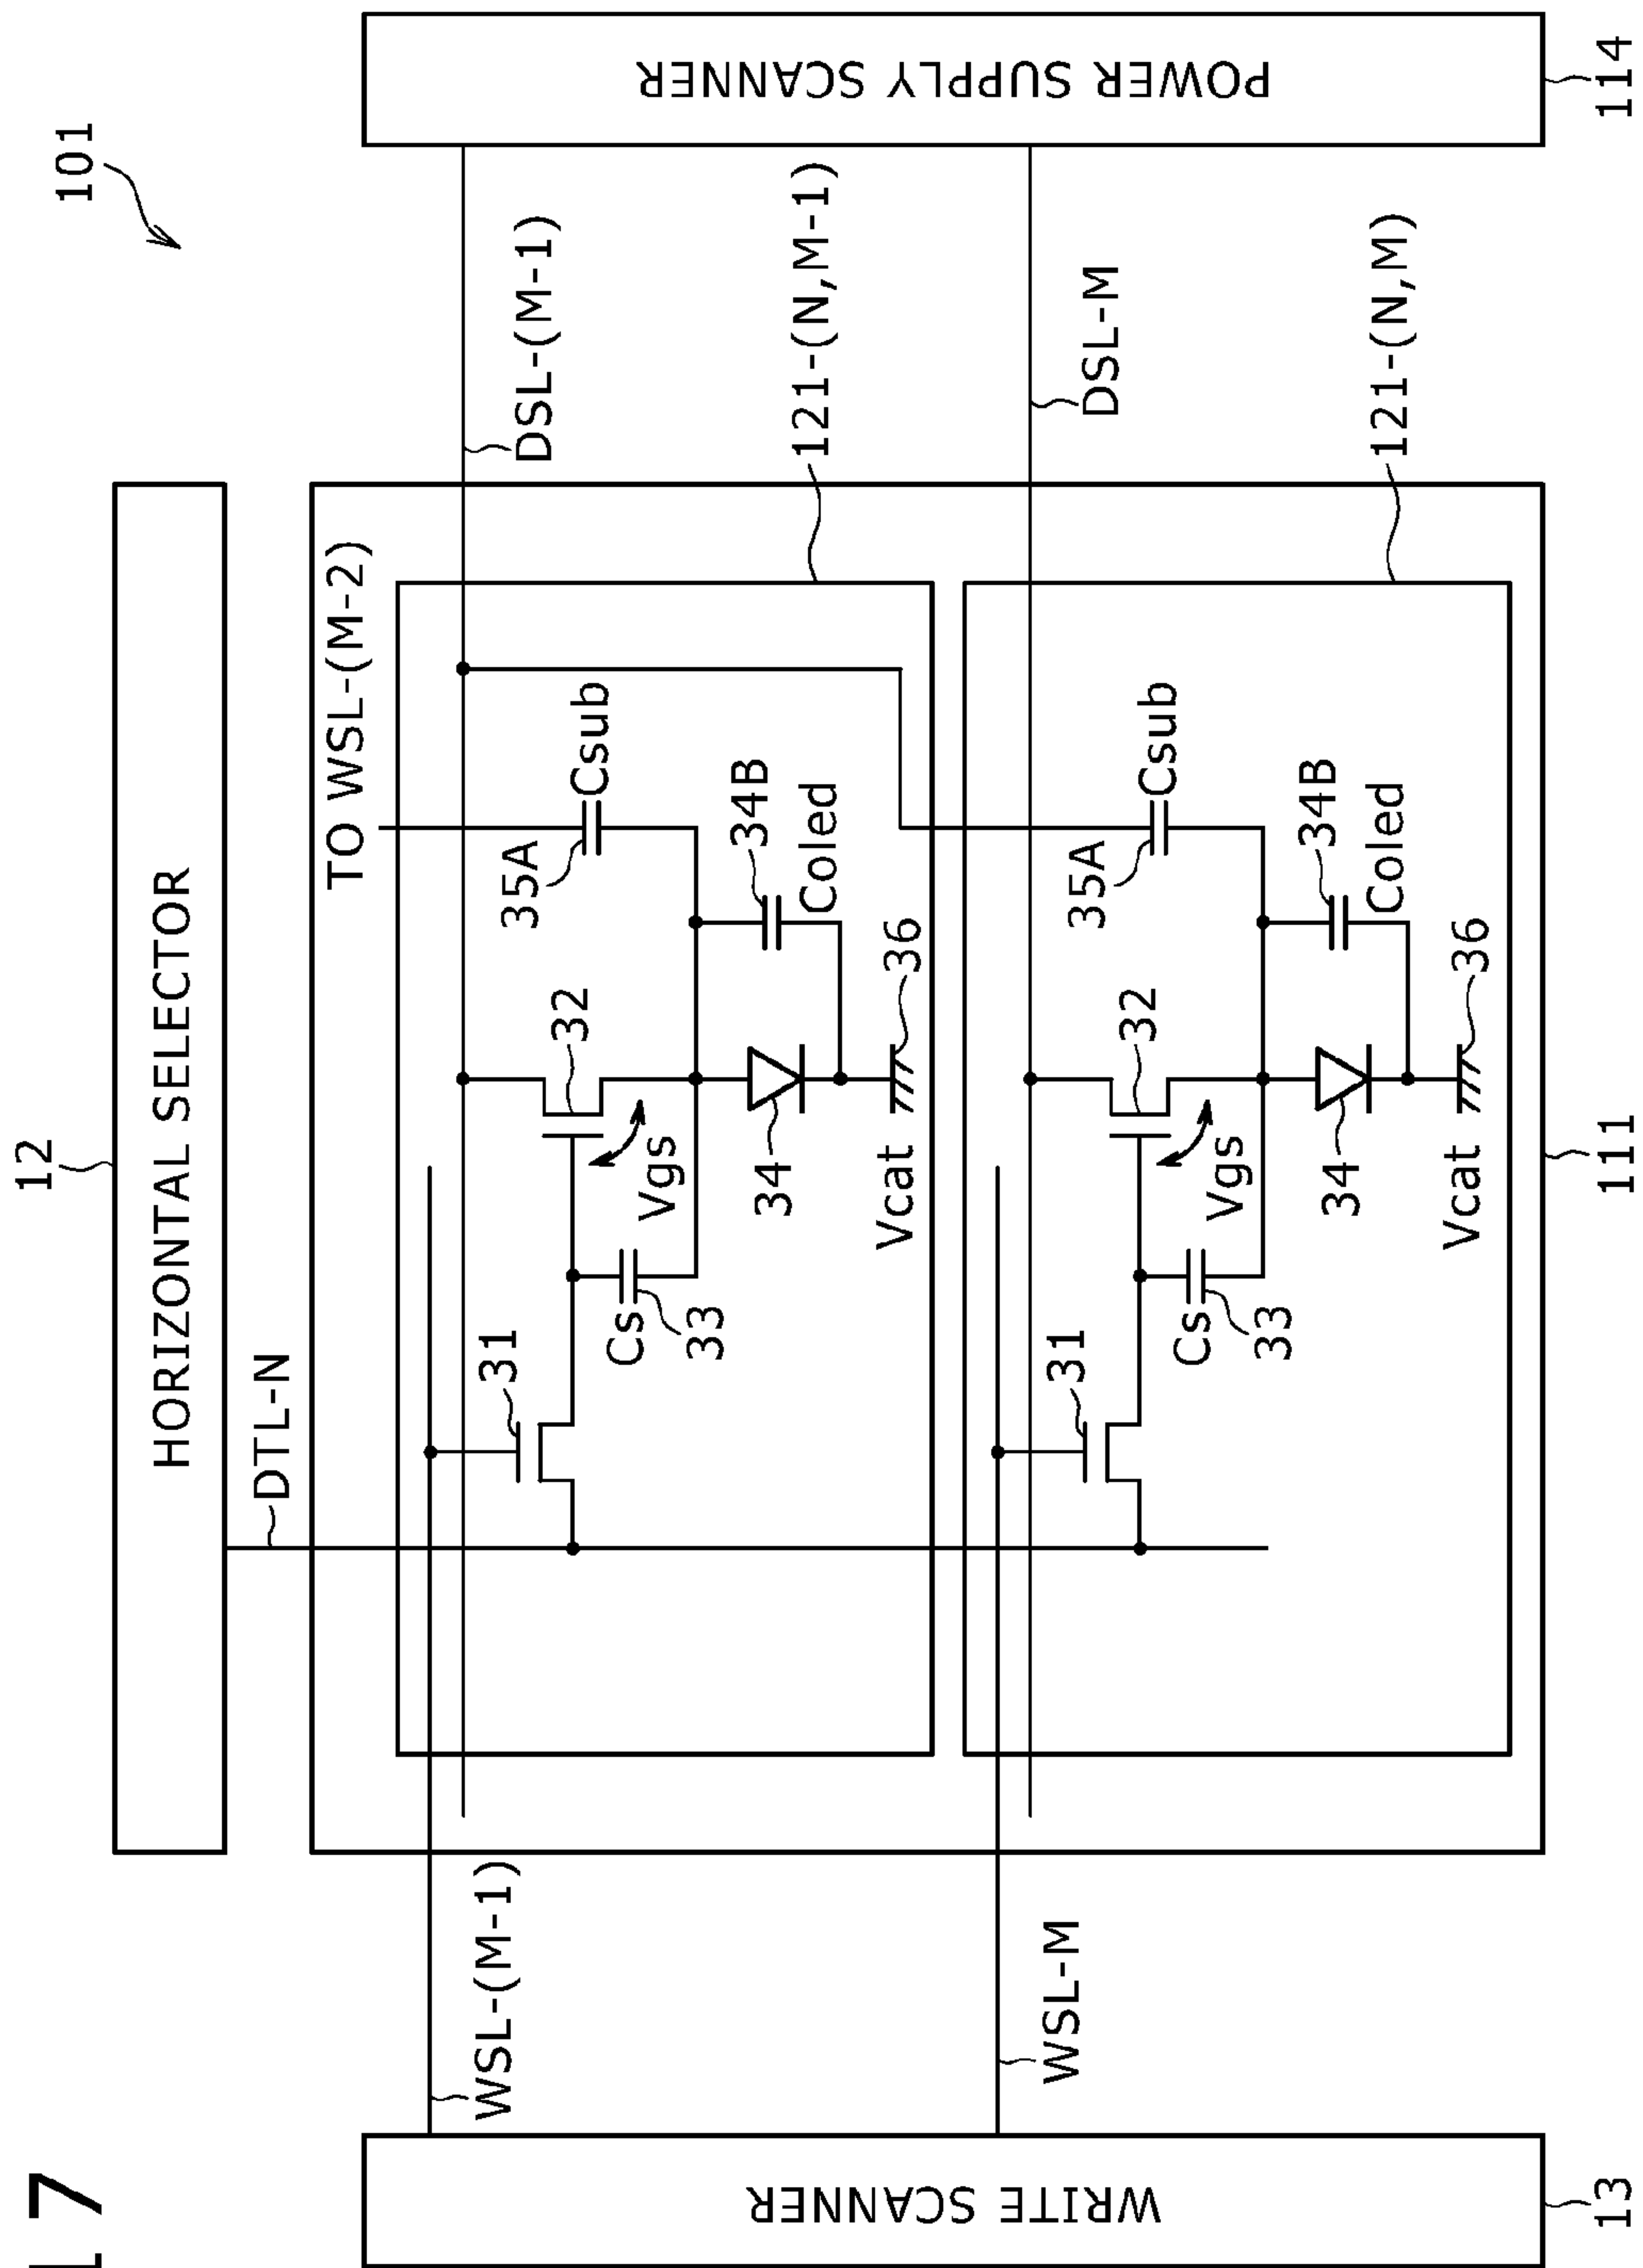 17
12
101
HORIZONTAL SELECTOR
DTL-N
TO WSL-(M-2)
WSL-(M-1)
31
35A
Csub
DSL-(M-1)
32
Cs
Vgs
33
34
34B
Coled
121-(N,M-1)
Vcat
36
WSL-M
31
35A
Csub
DSL-M
32
Cs
Vgs
33
34
34B
Coled
121-(N,M)
Vcat
36
WRITE SCANNER
POWER SUPPLY SCANNER
13
111
114